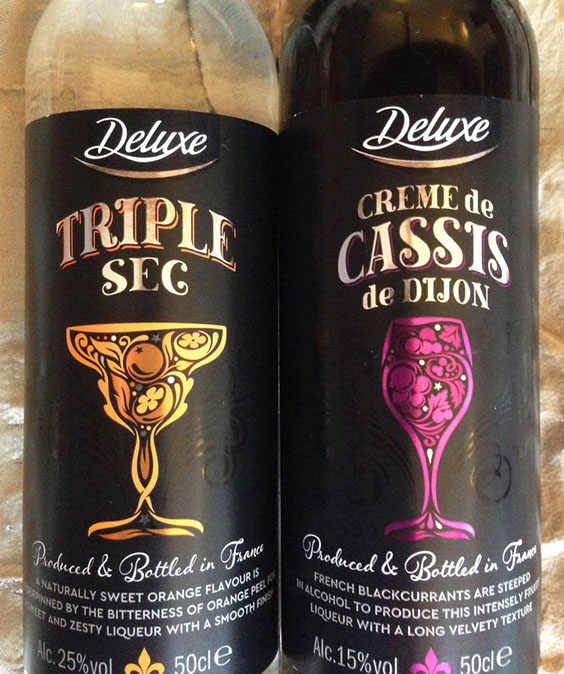 Deluxe
TRIPLE
SEC
Produced & Bottled in France
A NATURALLY SWEET ORANGE FLAVOUR IS
BY THE BITTERNESS OF ORANGE PEEL FOR
AND ZESTY LIQUEUR WITH A SMOOTH FINISH
Alc. 25%vol 50cl e
Deluxe
CREME de
CASSIS
de DIJON
Produced & Bottled in France
FRENCH BLACKCURRANTS ARE STEEPED
IN ALCOHOL TO PRODUCE THIS INTENSELY FRUITY
LIQUEUR WITH A LONG VELVETY TEXTURE
Alc.15%vol 50cl e